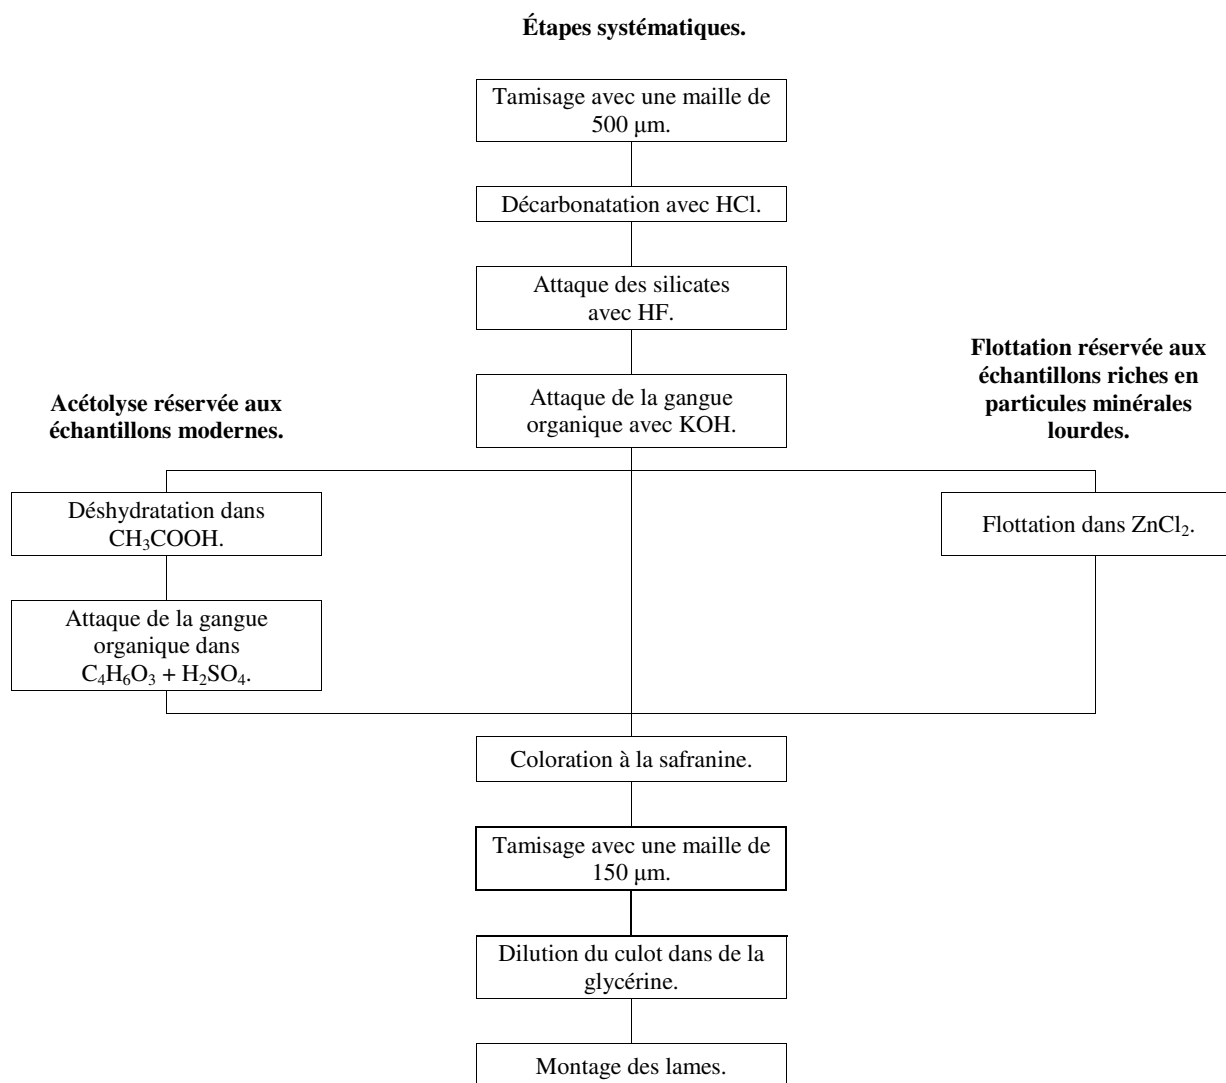 Étapes systématiques.
Tamisage avec une maille de
500 µm.
Décarbonatation avec HCl.
Attaque des silicates
avec HF.
Attaque de la gangue
organique avec KOH.
Acétolyse réservée aux
échantillons modernes.
Flottation réservée aux
échantillons riches en
particules minérales
lourdes.
Déshydratation dans
CH₃COOH.
Attaque de la gangue
organique dans
C₄H₆O₃ + H₂SO₄.
Flottation dans ZnCl₂.
Coloration à la safranine.
Tamisage avec une maille de
150 µm.
Dilution du culot dans de la
glycérine.
Montage des lames.